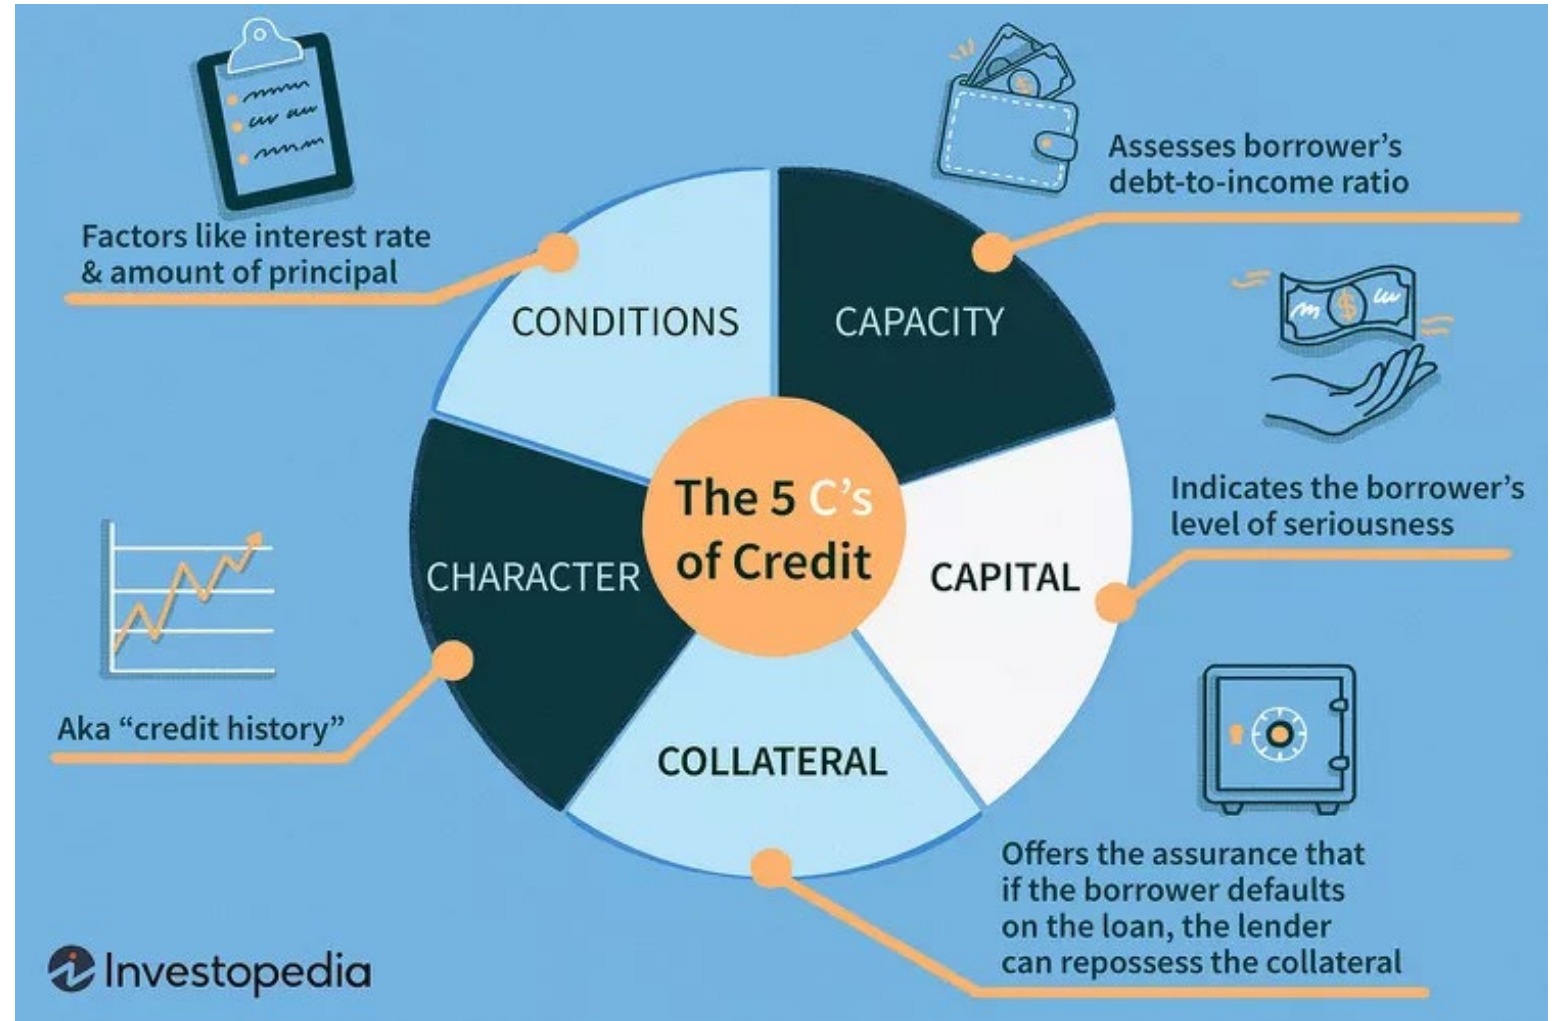 Factors like interest rate
& amount of principal
Assesses borrower's
debt-to-income ratio
CONDITIONS
CAPACITY
The 5 C's
of Credit
Indicates the borrower's
level of seriousness
CHARACTER
CAPITAL
Aka “credit history”
COLLATERAL
Offers the assurance that
if the borrower defaults
on the loan, the lender
can repossess the collateral
Investopedia